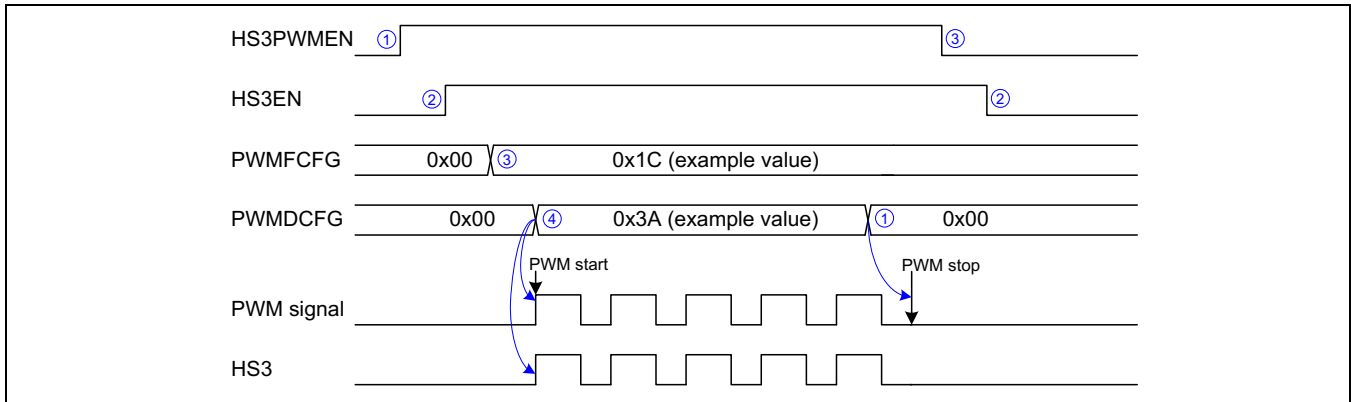 HS3PWMEN ① ③
HS3EN ② ②
PWMFCFG 0x00 ③ 0x1C (example value)
PWMDCFG 0x00 ④ 0x3A (example value) ① 0x00
PWM start PWM stop
PWM signal
HS3